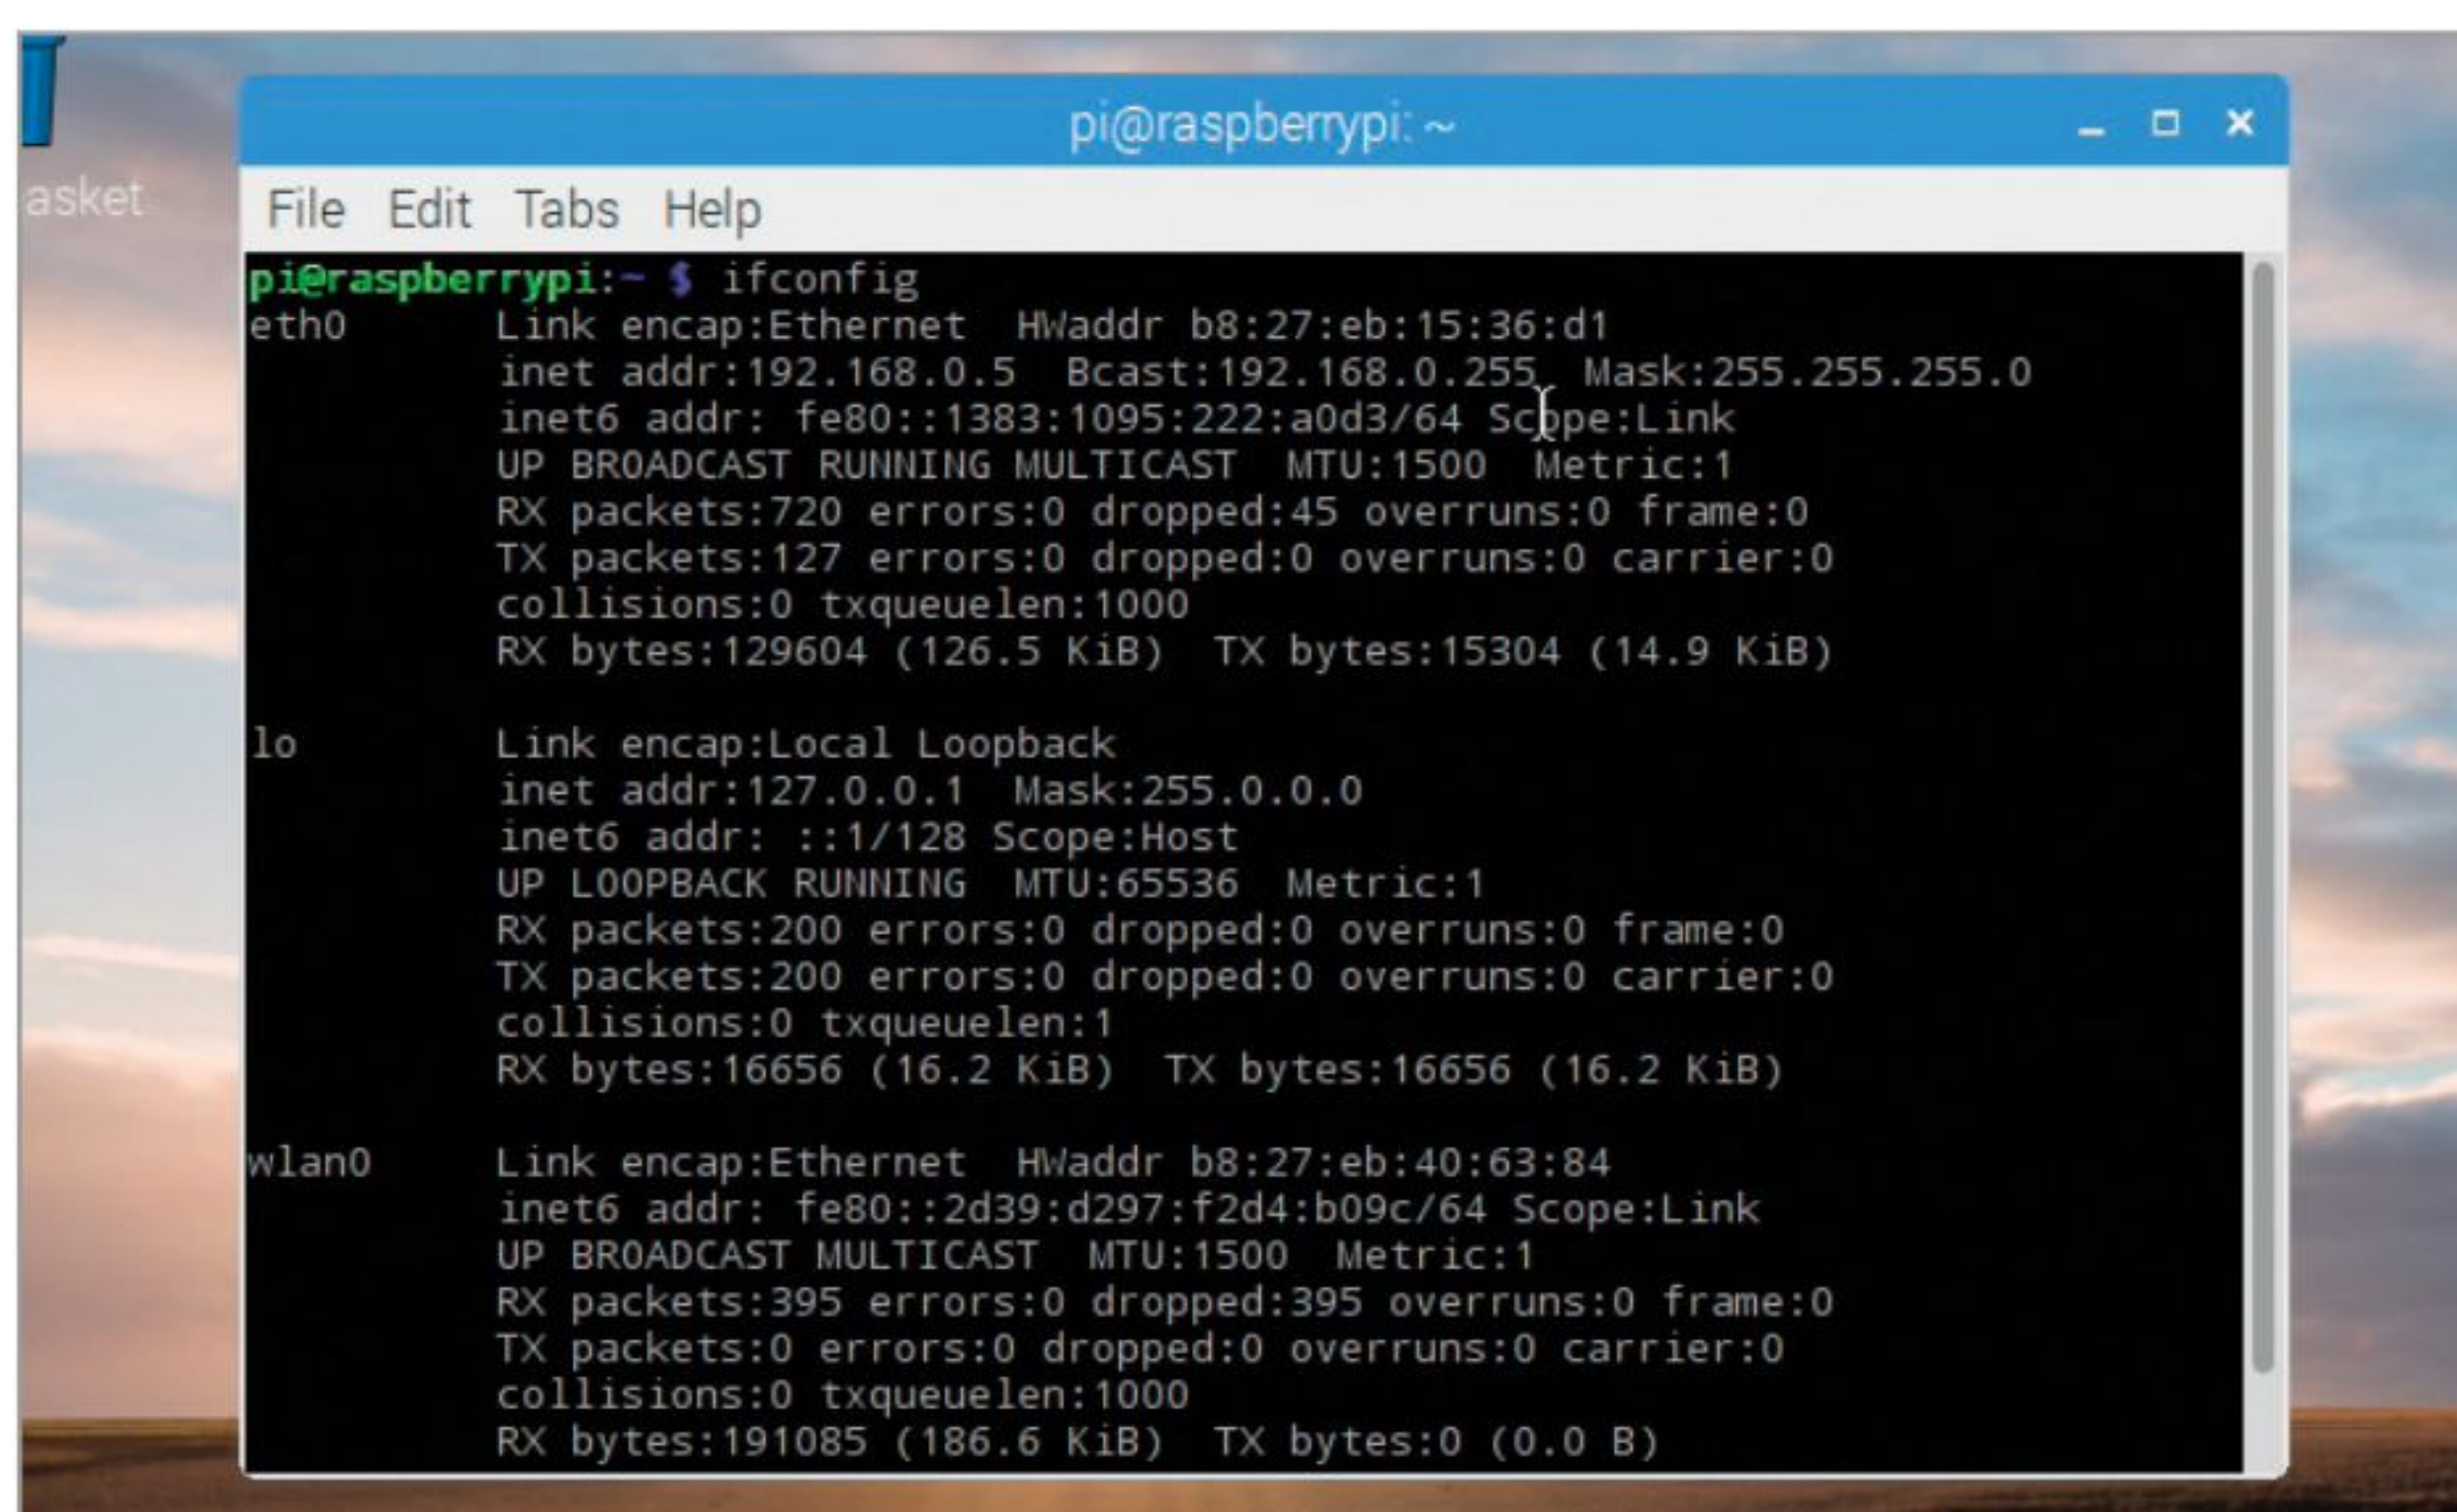 asket
pi@raspberrypi: ~
File Edit Tabs Help
pi@raspberrypi:~ $ ifconfig
eth0      Link encap:Ethernet  HWaddr b8:27:eb:15:36:d1
          inet addr:192.168.0.5  Bcast:192.168.0.255  Mask:255.255.255.0
          inet6 addr: fe80::1383:1095:222:a0d3/64 Scope:Link
          UP BROADCAST RUNNING MULTICAST  MTU:1500  Metric:1
          RX packets:720 errors:0 dropped:45 overruns:0 frame:0
          TX packets:127 errors:0 dropped:0 overruns:0 carrier:0
          collisions:0 txqueuelen:1000
          RX bytes:129604 (126.5 KiB)  TX bytes:15304 (14.9 KiB)
lo        Link encap:Local Loopback
          inet addr:127.0.0.1  Mask:255.0.0.0
          inet6 addr: ::1/128 Scope:Host
          UP LOOPBACK RUNNING  MTU:65536  Metric:1
          RX packets:200 errors:0 dropped:0 overruns:0 frame:0
          TX packets:200 errors:0 dropped:0 overruns:0 carrier:0
          collisions:0 txqueuelen:1
          RX bytes:16656 (16.2 KiB)  TX bytes:16656 (16.2 KiB)
wlan0     Link encap:Ethernet  HWaddr b8:27:eb:40:63:84
          inet6 addr: fe80::2d39:d297:f2d4:b09c/64 Scope:Link
          UP BROADCAST MULTICAST  MTU:1500  Metric:1
          RX packets:395 errors:0 dropped:395 overruns:0 frame:0
          TX packets:0 errors:0 dropped:0 overruns:0 carrier:0
          collisions:0 txqueuelen:1000
          RX bytes:191085 (186.6 KiB)  TX bytes:0 (0.0 B)